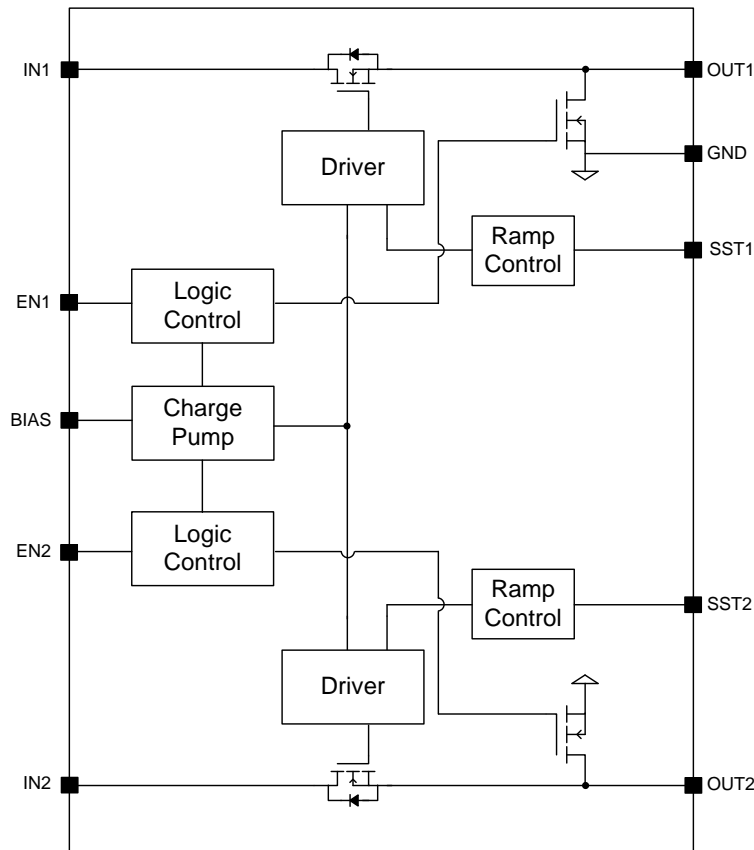 IN1
OUT1
Driver
GND
Ramp
Control
SST1
EN1
Logic
Control
BIAS
Charge
Pump
EN2
Logic
Control
Ramp
Control
SST2
Driver
IN2
OUT2